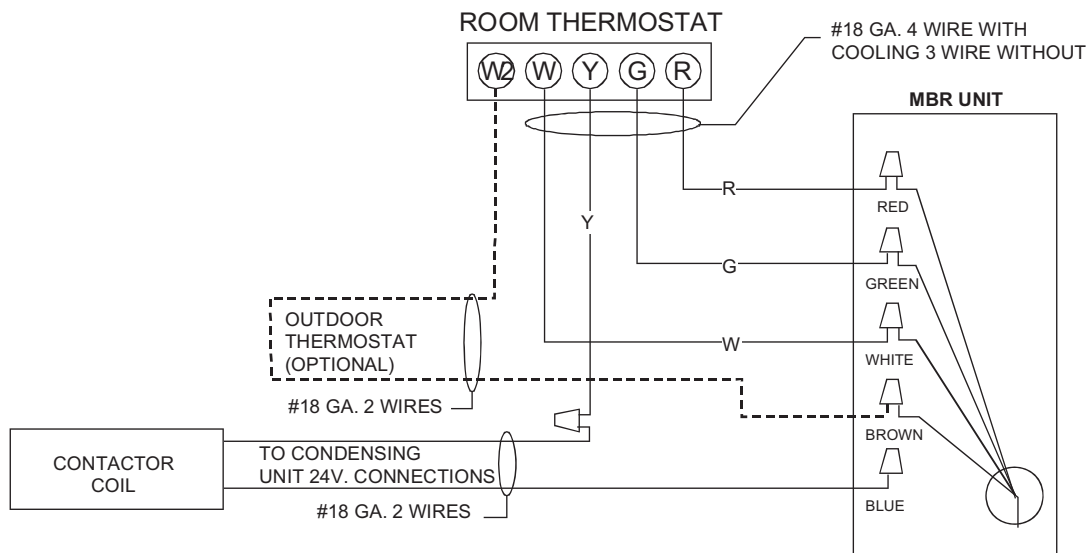 ROOM THERMOSTAT
#18 GA. 4 WIRE WITH
COOLING 3 WIRE WITHOUT
W2 W Y G R
MBR UNIT
R
RED
Y
G
GREEN
OUTDOOR
THERMOSTAT
(OPTIONAL)
W
WHITE
#18 GA. 2 WIRES
BROWN
CONTACTOR
COIL
TO CONDENSING
UNIT 24V. CONNECTIONS
BLUE
#18 GA. 2 WIRES